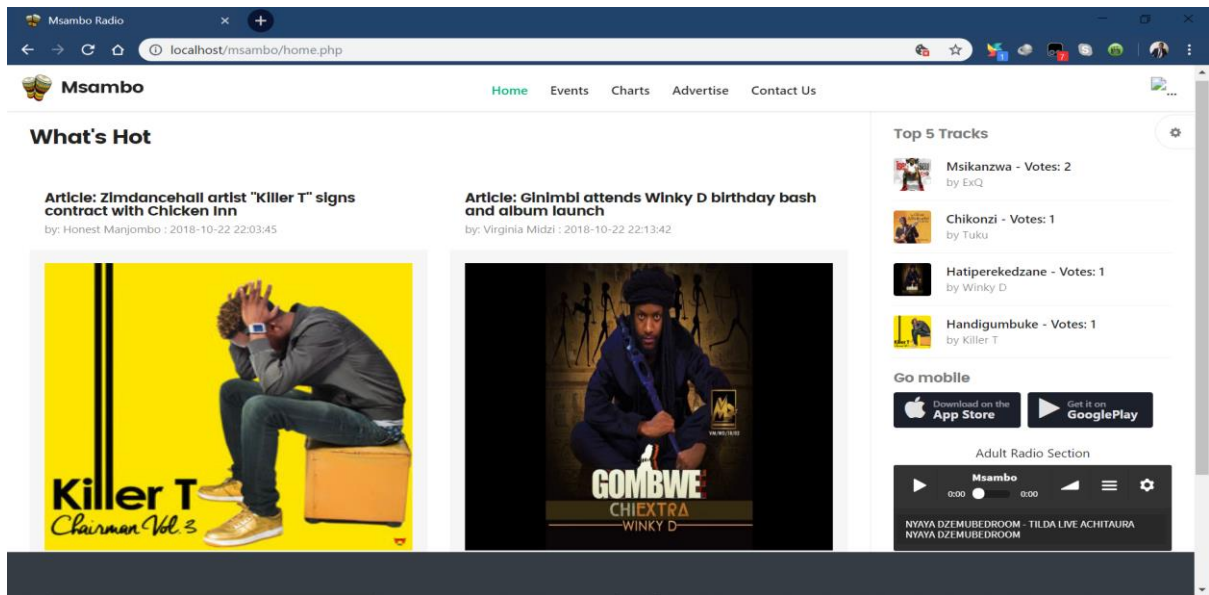 Msambo Radio
localhost/msambo/home.php
1
7
Msambo
Home Events Charts Advertise Contact Us
...
What's Hot
Article: Zimdancehall artist "Killer T" signs
contract with Chicken Inn
by: Honest Manjombo : 2018-10-22 22:03:45
Killer T
Chairman Vol. 3
Article: Ginimbi attends Winky D birthday bash
and album launch
by: Virginia Midzi : 2018-10-22 22:13:42
GOMBWE
CHIEXTRA
WINKY D
Top 5 Tracks
Msikanzwa - Votes: 2
by ExQ
Chikonzi - Votes: 1
by Tuku
Hatiperekedzane - Votes: 1
by Winky D
Handigumbuke - Votes: 1
by Killer T
Go mobile
Download on the
App Store
Get it on
GooglePlay
Adult Radio Section
Msambo
0:00 0:00
NYAYA DZEMUBEDROOM - TILDA LIVE ACHITAURA
NYAYA DZEMUBEDROOM